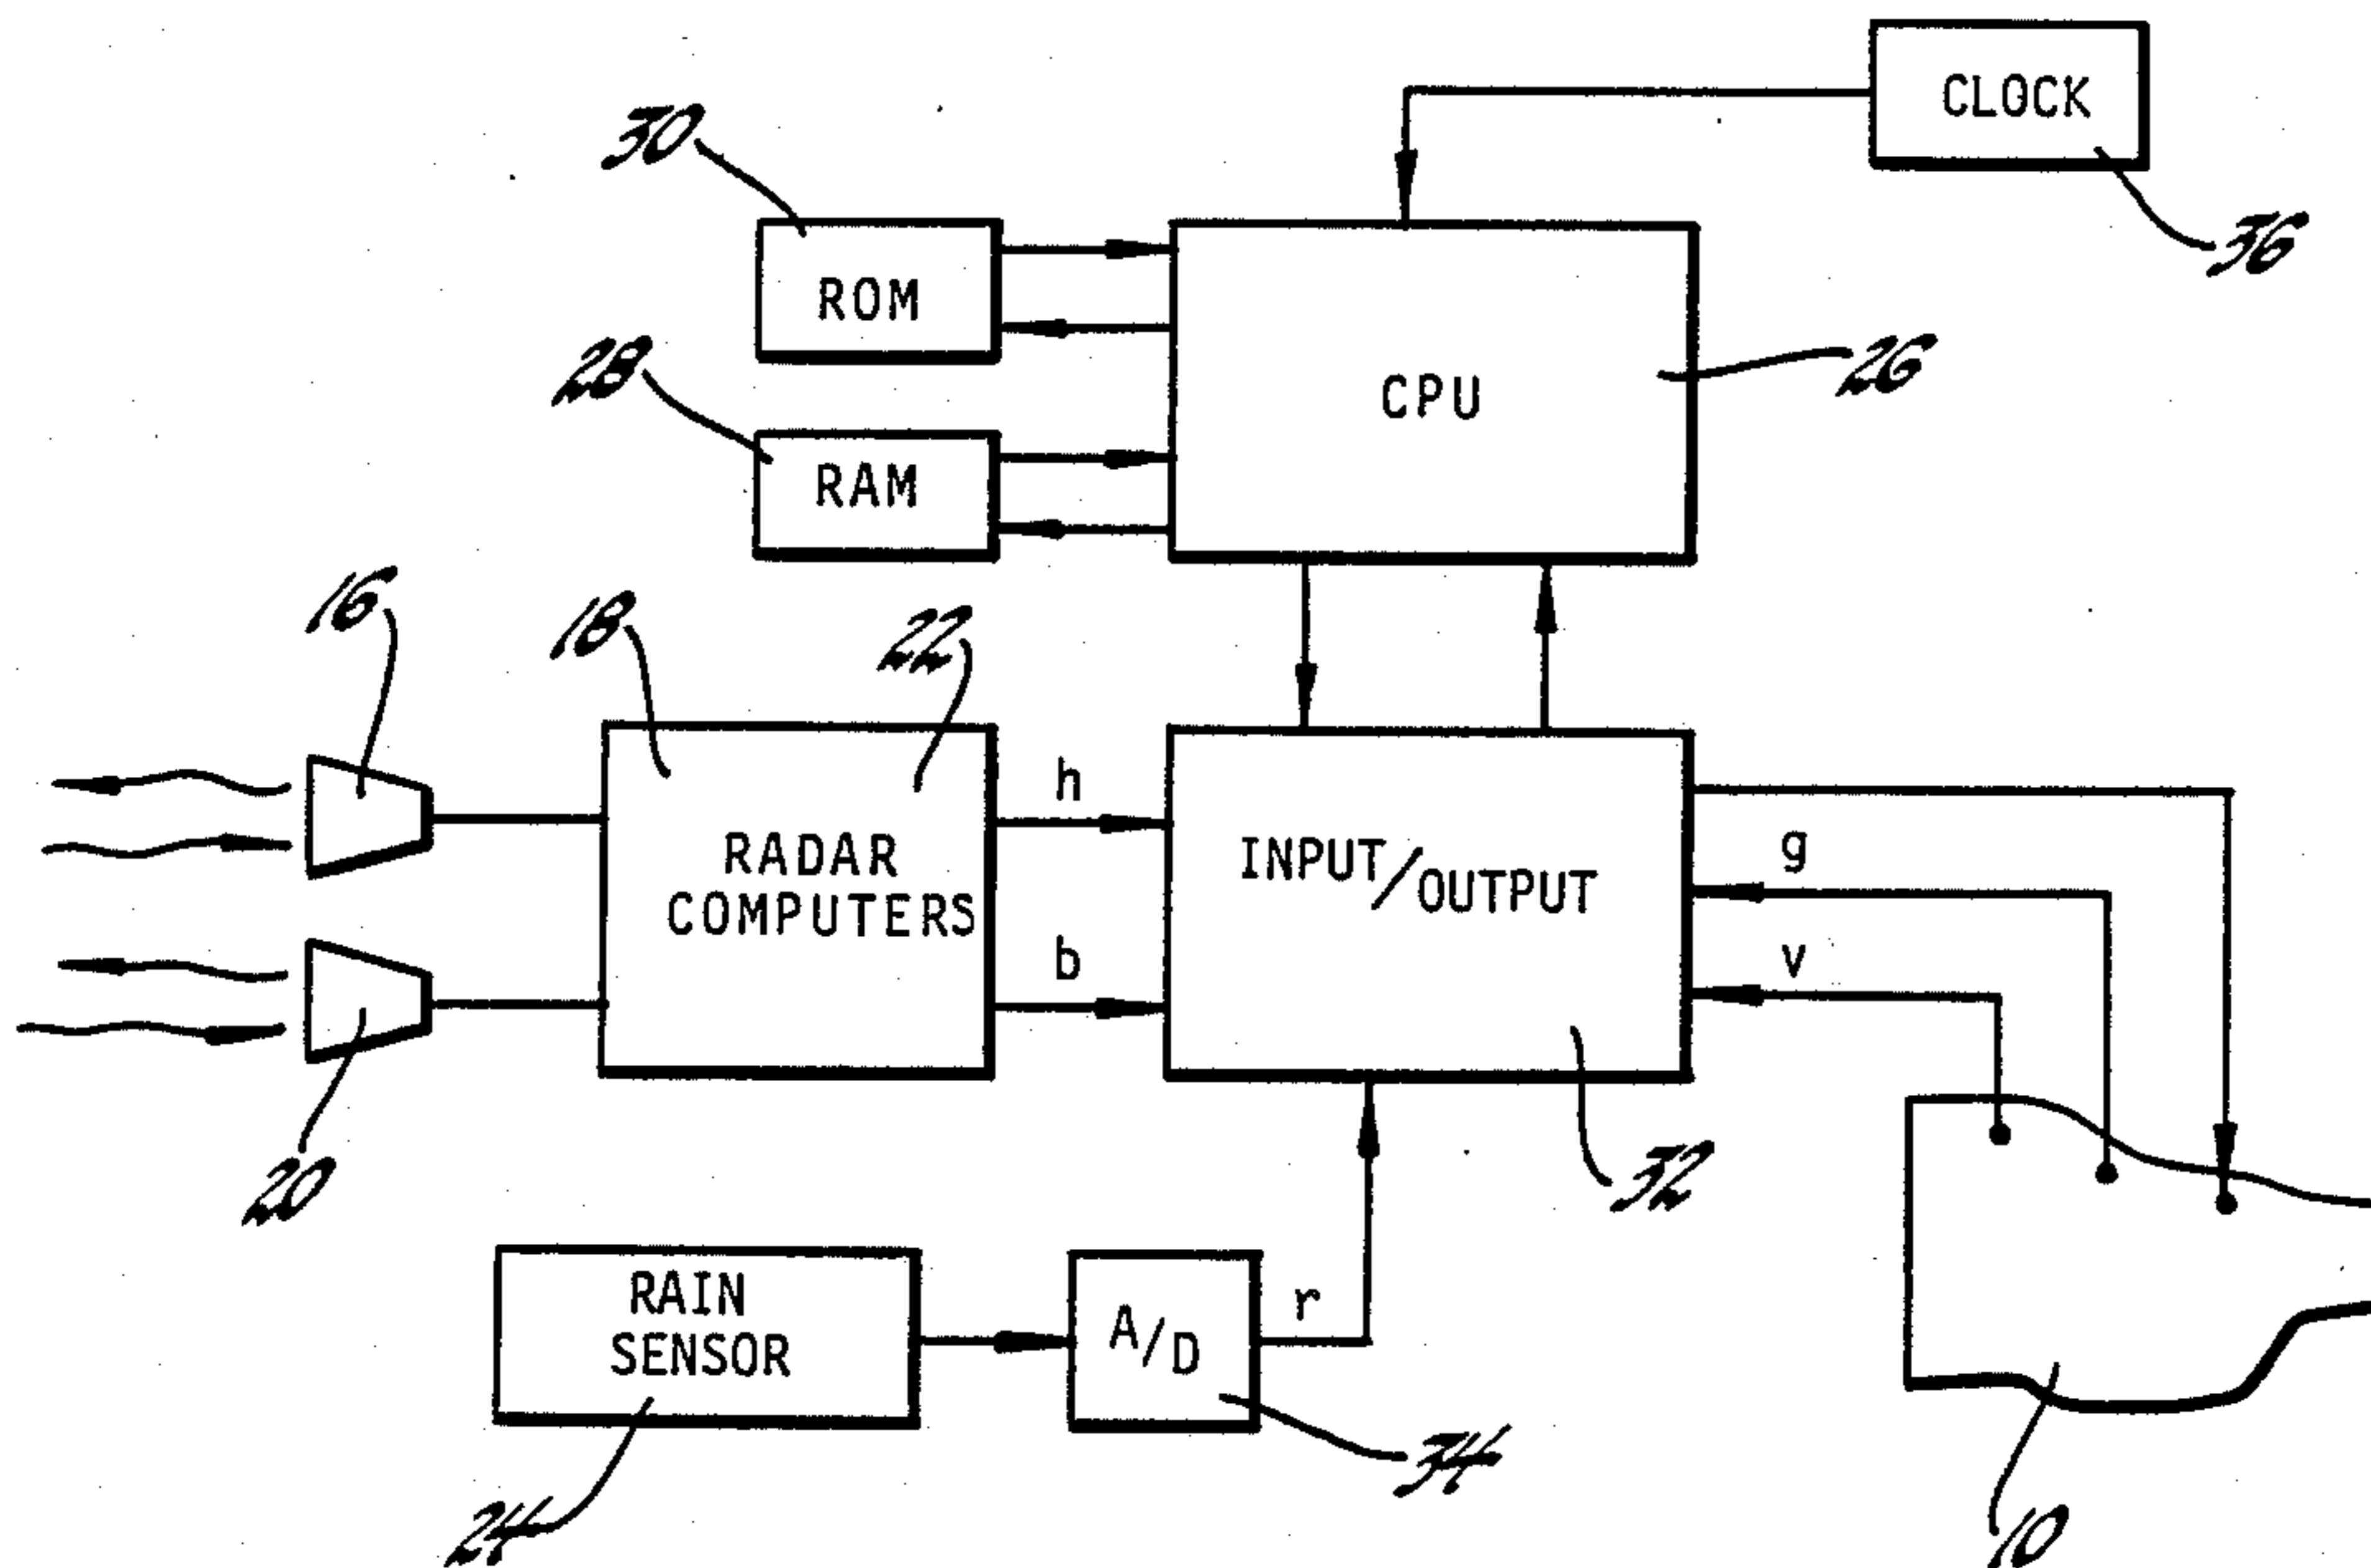 CLOCK
30
36
ROM
28
26
CPU
RAM
16
18
22
h
RADAR
COMPUTERS
INPUT/OUTPUT
g
b
v
20
32
RAIN
SENSOR
A/D
r
34
24
10